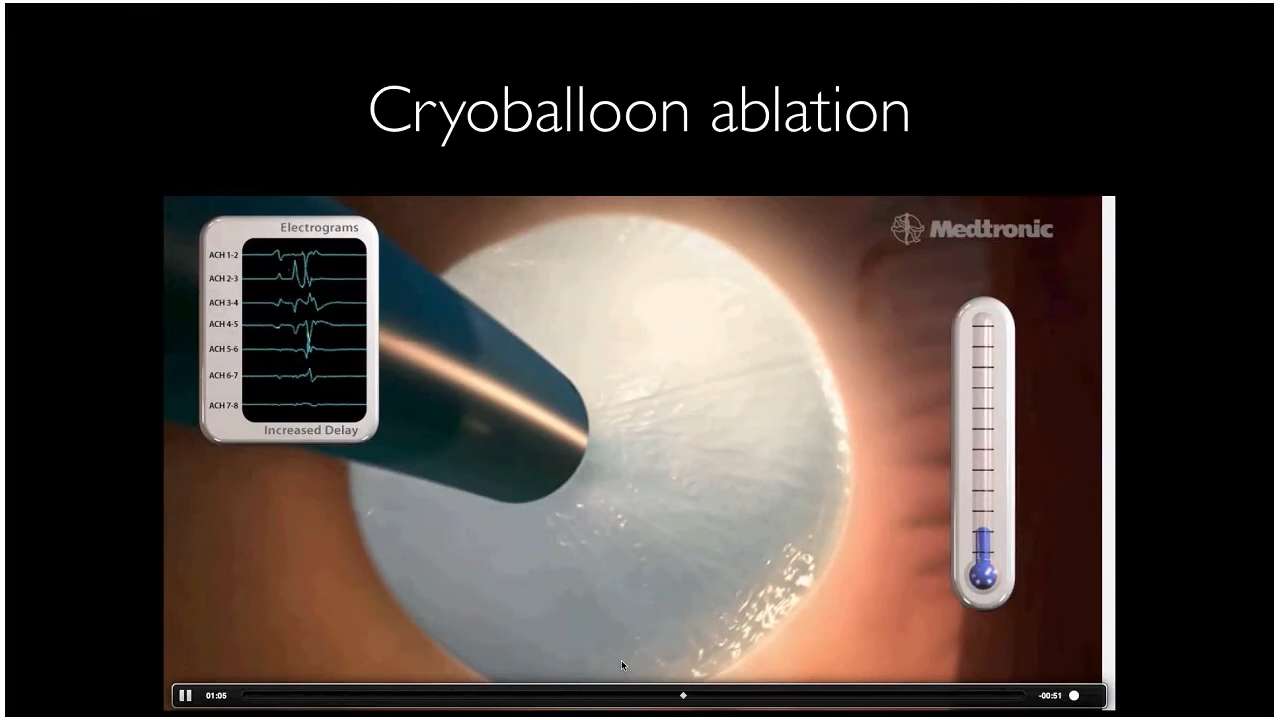 Cryoballoon ablation
Electrograms
ACH 1-2
ACH 2-3
ACH 3-4
ACH 4-5
ACH 5-6
ACH 6-7
ACH 7-8
Increased Delay
Medtronic
01:05
-00:51